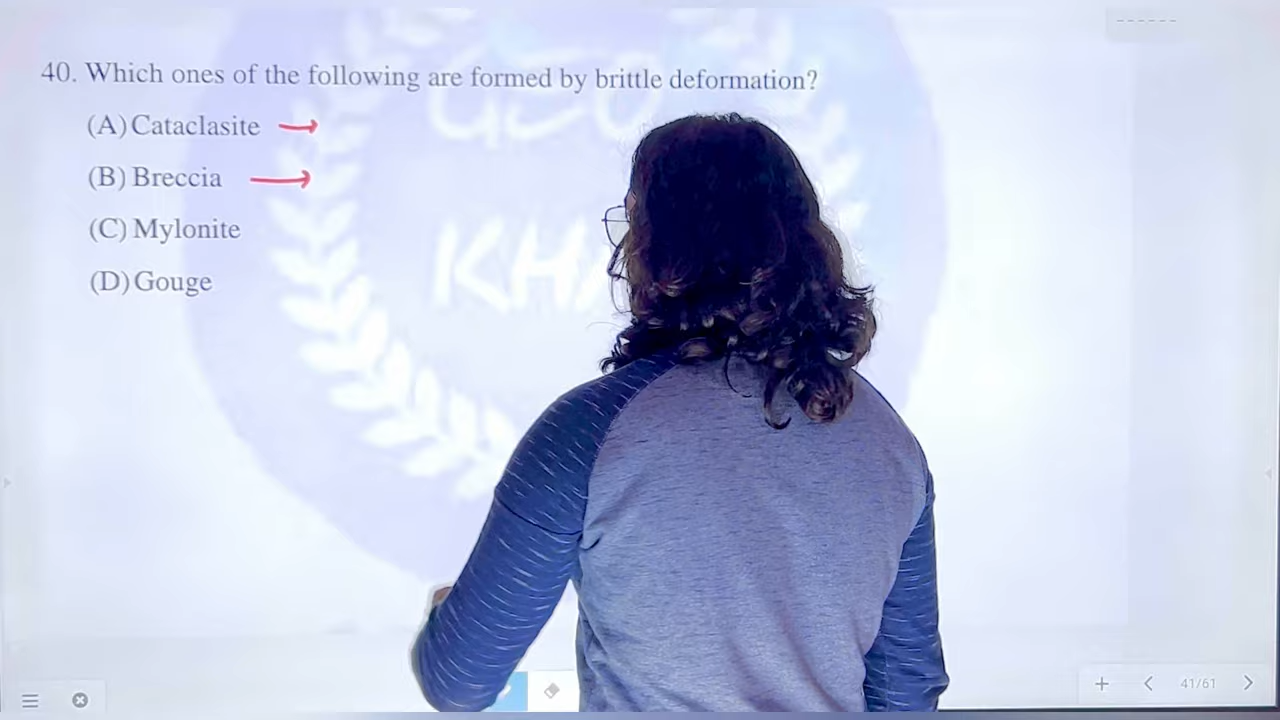 40. Which ones of the following are formed by brittle deformation?
(A) Cataclasite
(B) Breccia
(C) Mylonite
(D) Gouge
41/61